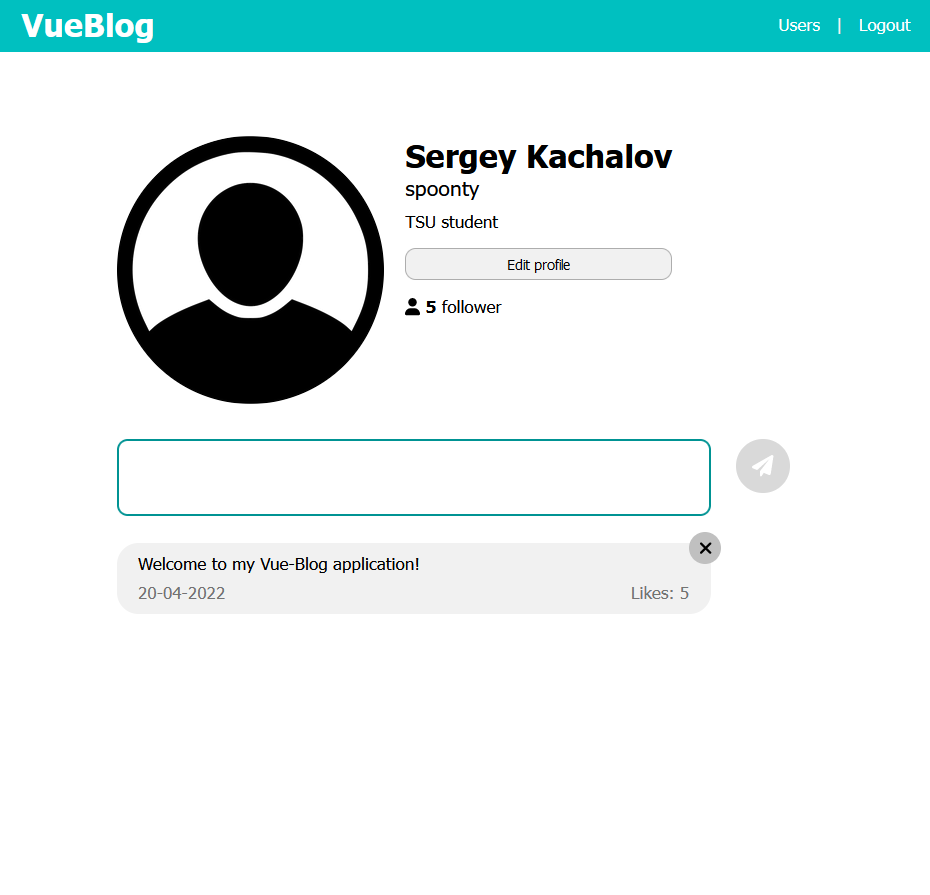 VueBlog
Users | Logout
Sergey Kachalov
spoonty
TSU student
Edit profile
5 follower
Welcome to my Vue-Blog application!
20-04-2022
Likes: 5